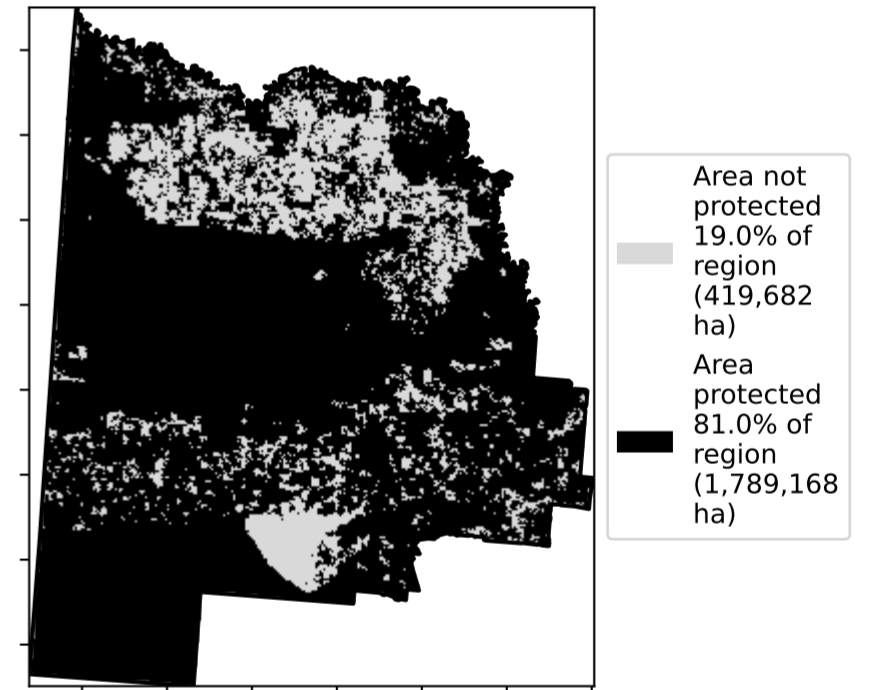 Area not
protected
19.0% of
region
(419,682
ha)
Area
protected
81.0% of
region
(1,789,168
ha)